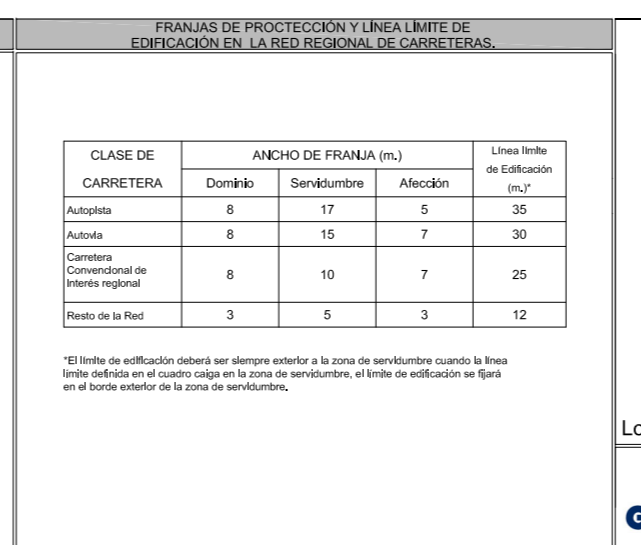 FRANJAS DE PROCTECCIÓN Y LÍNEA LÍMITE DE
EDIFICACIÓN EN LA RED REGIONAL DE CARRETERAS.
CLASE DE CARRETERA ANCHO DE FRANJA (m.) Línea límite de Edificación (m.)*
Dominio Servidumbre Afección
Autopista 8 17 5 35
Autovía 8 15 7 30
Carretera
Convencional de
Interés regional 8 10 7 25
Resto de la Red 3 5 3 12
*El límite de edificación deberá ser siempre exterior a la zona de servidumbre cuando la línea
límite definida en el cuadro caiga en la zona de servidumbre, el límite de edificación se fijará
en el borde exterior de la zona de servidumbre.
Lo